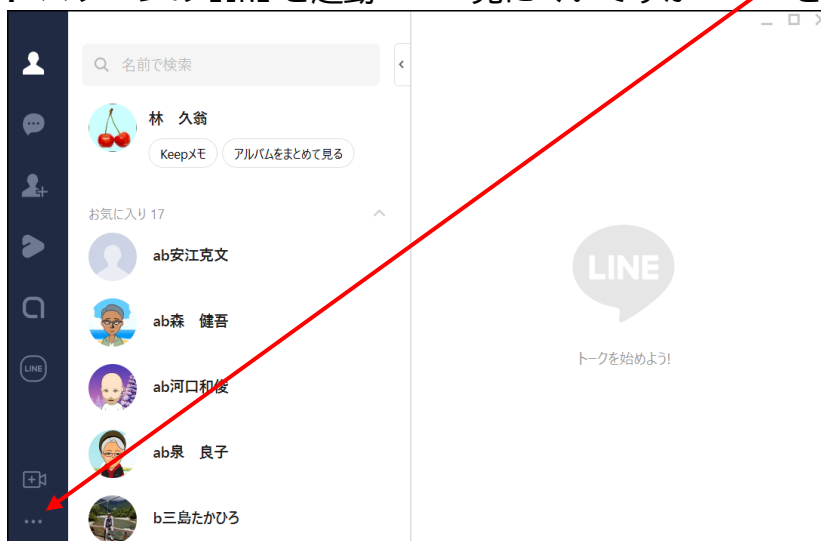 LINE
名前で検索
林　久翁
Keepメモ
アルバムをまとめて見る
お気に入り 17
ab安江克文
ab森　健吾
ab河口和俊
ab泉　良子
b三島たかひろ
LINE
LINE
トークを始めよう!